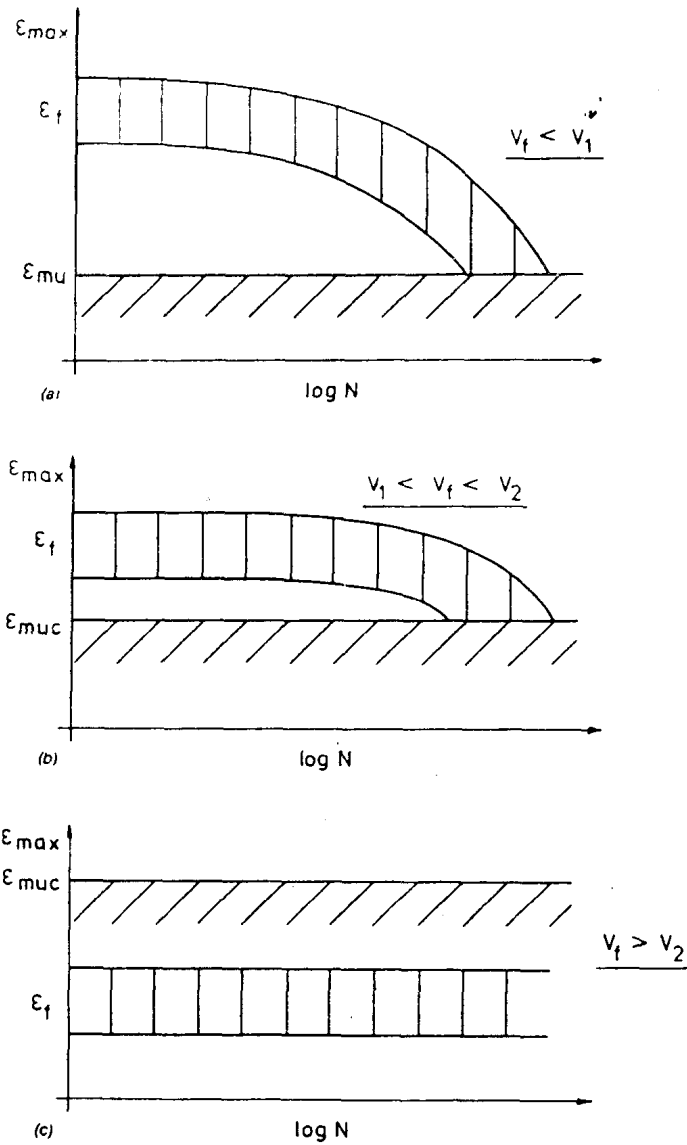 εmax
εf
Vf < V1
εmu
(a)
log N
εmax
V1 < Vf < V2
εf
εmuc
(b)
log N
εmax
εmuc
Vf > V2
εf
(c)
log N